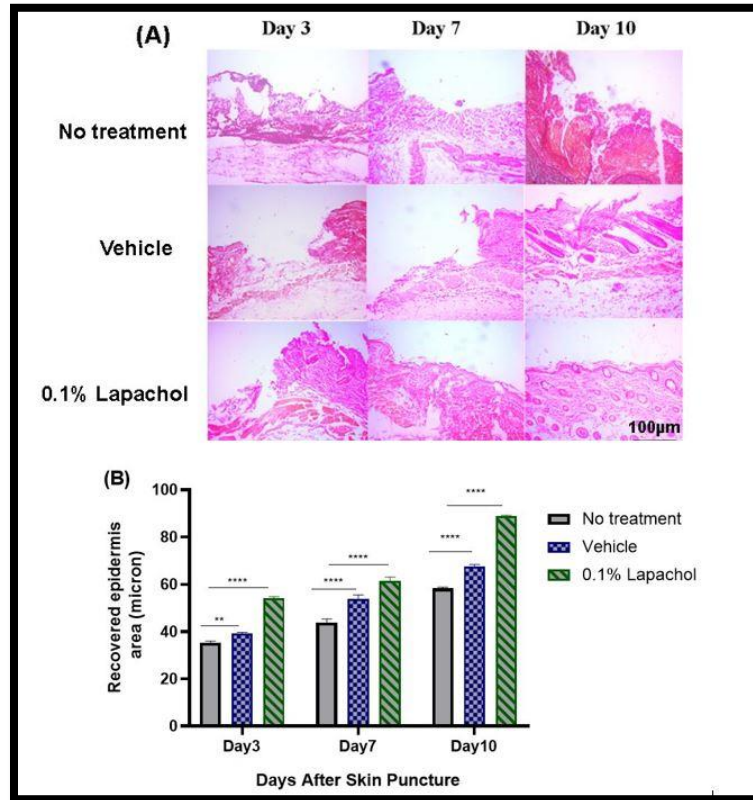 (A)
Day 3 Day 7 Day 10
No treatment
Vehicle
0.1% Lapachol
100µm
(B)
100
80
60
40
20
0
Recovered epidermis
area (micron)
** **** **** **** **** ****
Day3 Day7 Day10
Days After Skin Puncture
No treatment
Vehicle
0.1% Lapachol